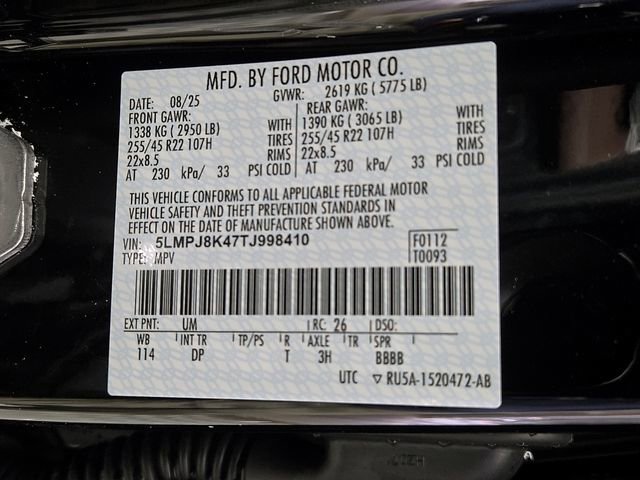 MFD. BY FORD MOTOR CO.
DATE: 08/25 GVWR: 2619 KG ( 5775 LB)
FRONT GAWR: REAR GAWR:
1338 KG ( 2950 LB) WITH 1390 KG ( 3065 LB) WITH
255/45 R22 107H TIRES 255/45 R22 107H TIRES
22x8.5 RIMS 22x8.5 RIMS
AT 230 kPa/ 33 PSI COLD AT 230 kPa/ 33 PSI COLD
THIS VEHICLE CONFORMS TO ALL APPLICABLE FEDERAL MOTOR
VEHICLE SAFETY AND THEFT PREVENTION STANDARDS IN
EFFECT ON THE DATE OF MANUFACTURE SHOWN ABOVE.
VIN: 5LMPJ8K47TJ998410 F0112
TYPE: MPV T0093
EXT PNT: UM RC: 26 DSO:
WB INT TR TP/PS R AXLE TR SPR
114 DP T 3H BBBB
UTC ▽ RU5A-1520472-AB